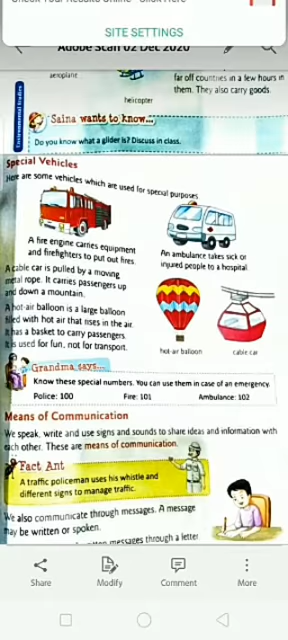 SITE SETTINGS
Adobe Scan 02 Dec 2020
aeroplane
helicopter
far off countries in a few hours in
them. They also carry goods.
Saina wants to know...
Do you know what a glider is? Discuss in class.
Special Vehicles
Here are some vehicles which are used for special purposes
A fire engine carries equipment
and firefighters to put out fires.
An ambulance takes sick or
injured people to a hospital.
A cable car is pulled by a moving
metal rope. It carries passengers up
and down a mountain.
A hot-air balloon is a large balloon
filled with hot air that rises in the air.
It has a basket to carry passengers.
It is used for fun, not for transport.
hot-air balloon
cable car
Grandma says...
Know these special numbers. You can use them in case of an emergency.
Police: 100 Fire: 101 Ambulance: 102
Means of Communication
We speak, write and use signs and sounds to share ideas and information with
each other. These are means of communication.
Fact Ant
A traffic policeman uses his whistle and
different signs to manage traffic.
We also communicate through messages. A message
may be written or spoken.
messages through a letter
Share Modify Comment More